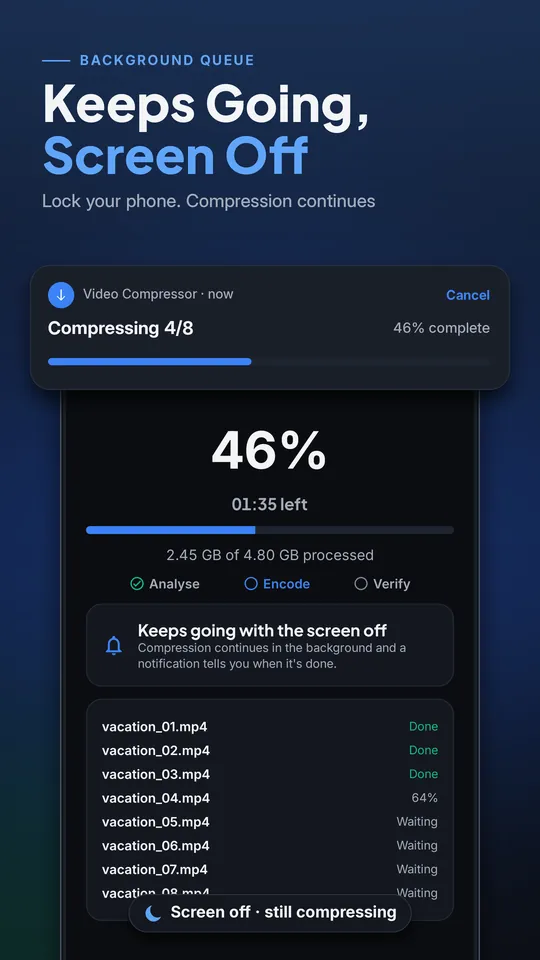 BACKGROUND QUEUE
Keeps Going,
Screen Off
Lock your phone. Compression continues
Video Compressor · now
Cancel
Compressing 4/8
46% complete
46%
01:35 left
2.45 GB of 4.80 GB processed
Analyse
Encode
Verify
Keeps going with the screen off
Compression continues in the background and a
notification tells you when it's done.
vacation_01.mp4
Done
vacation_02.mp4
Done
vacation_03.mp4
Done
vacation_04.mp4
64%
vacation_05.mp4
Waiting
vacation_06.mp4
Waiting
vacation_07.mp4
Waiting
vacation_08.mp4
Waiting
Screen off · still compressing